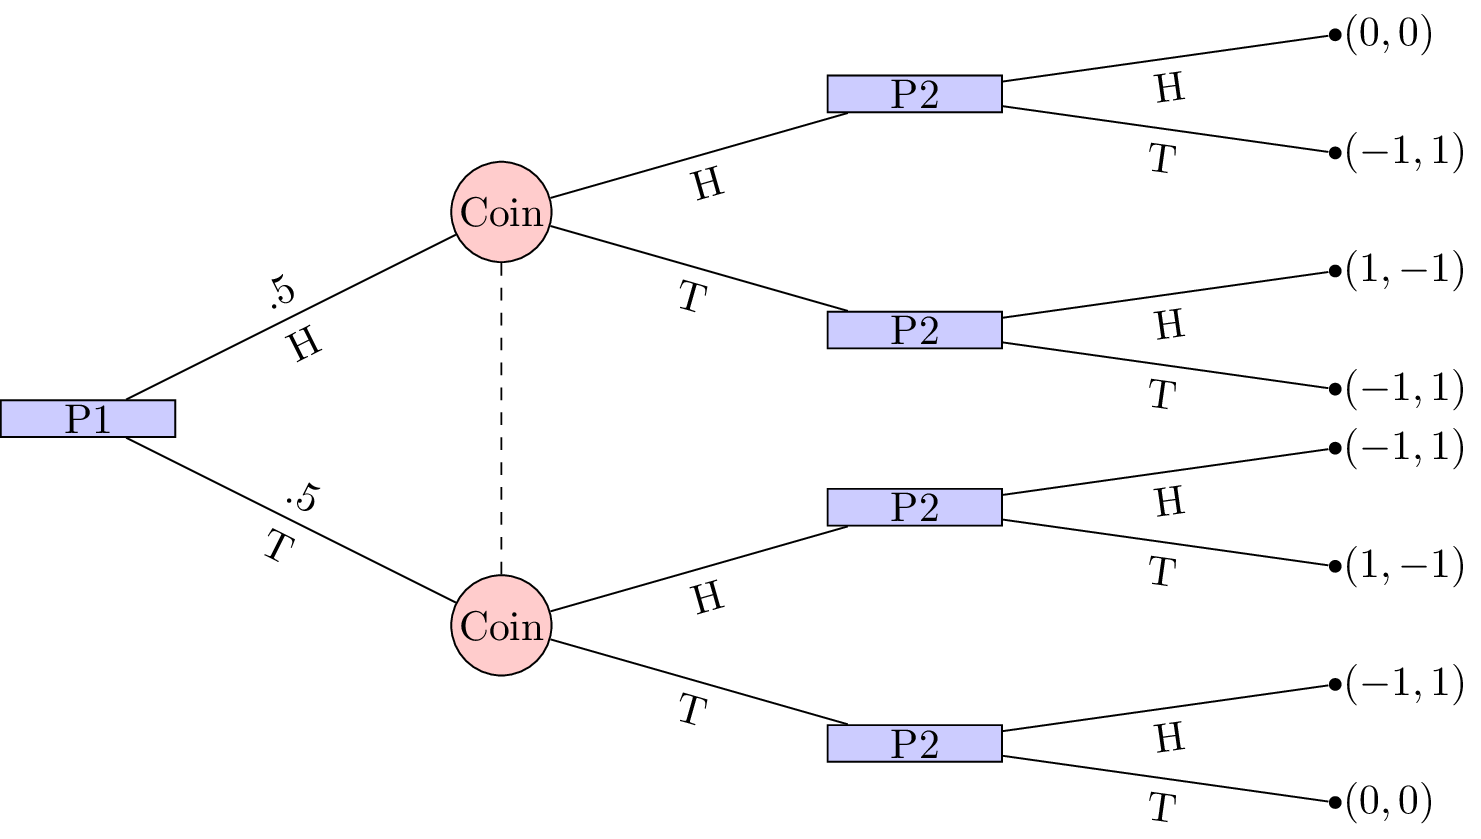 (0, 0)
P2
H
T
(−1, 1)
H
Coin
T
(1, −1)
P2
H
T
(−1, 1)
.5
H
P1
.5
T
(−1, 1)
P2
H
T
(1, −1)
H
Coin
T
(−1, 1)
P2
H
T
(0, 0)